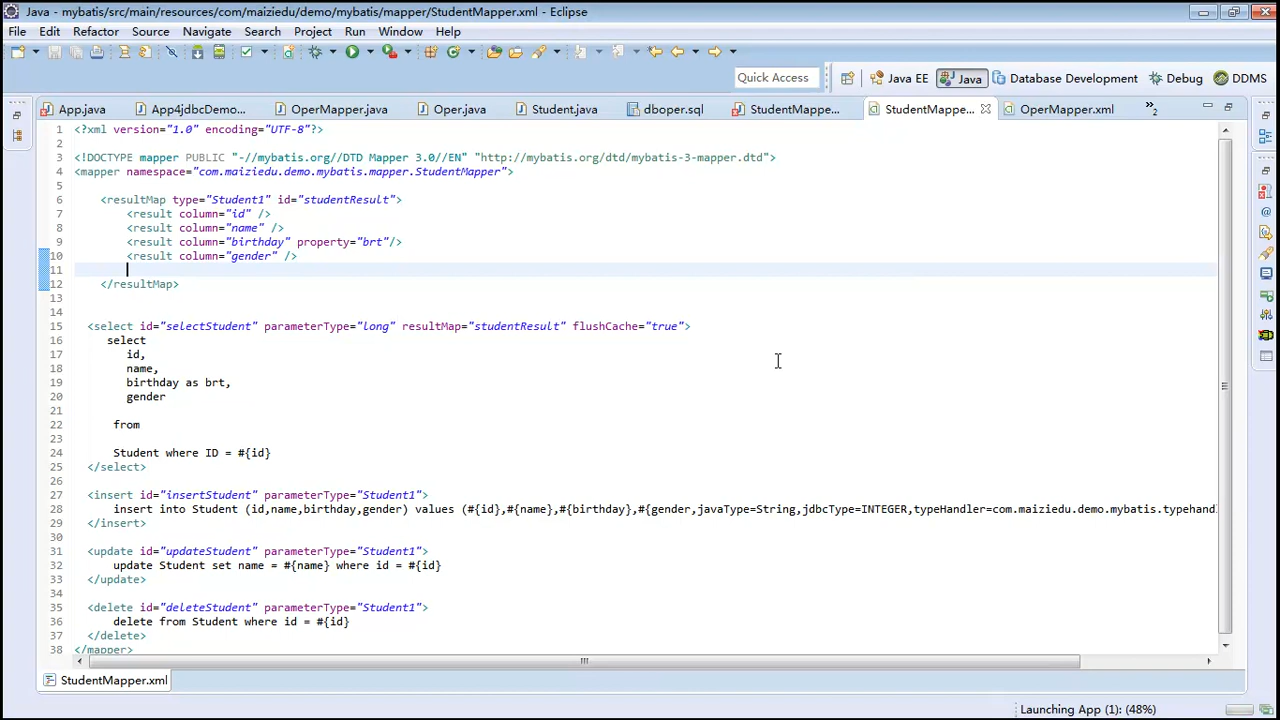 Java - mybatis/src/main/resources/com/maiziedu/demo/mybatis/mapper/StudentMapper.xml - Eclipse
File Edit Refactor Source Navigate Search Project Run Window Help
Quick Access Java EE Java Database Development Debug DDMS
App.java App4jdbcDemo... OperMapper.java Oper.java Student.java dboper.sql StudentMappe... StudentMappe... OperMapper.xml »2
1 <?xml version="1.0" encoding="UTF-8"?>
2
3 <!DOCTYPE mapper PUBLIC "-//mybatis.org//DTD Mapper 3.0//EN" "http://mybatis.org/dtd/mybatis-3-mapper.dtd">
4 <mapper namespace="com.maiziedu.demo.mybatis.mapper.StudentMapper">
5
6 <resultMap type="Student1" id="studentResult">
7 <result column="id" />
8 <result column="name" />
9 <result column="birthday" property="brt"/>
10 <result column="gender" />
11
12 </resultMap>
13
14
15 <select id="selectStudent" parameterType="long" resultMap="studentResult" flushCache="true">
16 select
17 id,
18 name,
19 birthday as brt,
20 gender
21
22 from
23
24 Student where ID = #{id}
25 </select>
26
27 <insert id="insertStudent" parameterType="Student1">
28 insert into Student (id,name,birthday,gender) values (#{id},#{name},#{birthday},#{gender,javaType=String,jdbcType=INTEGER,typeHandler=com.maiziedu.demo.mybatis.typehandl
29 </insert>
30
31 <update id="updateStudent" parameterType="Student1">
32 update Student set name = #{name} where id = #{id}
33 </update>
34
35 <delete id="deleteStudent" parameterType="Student1">
36 delete from Student where id = #{id}
37 </delete>
38 </mapper>
StudentMapper.xml
Launching App (1): (48%)